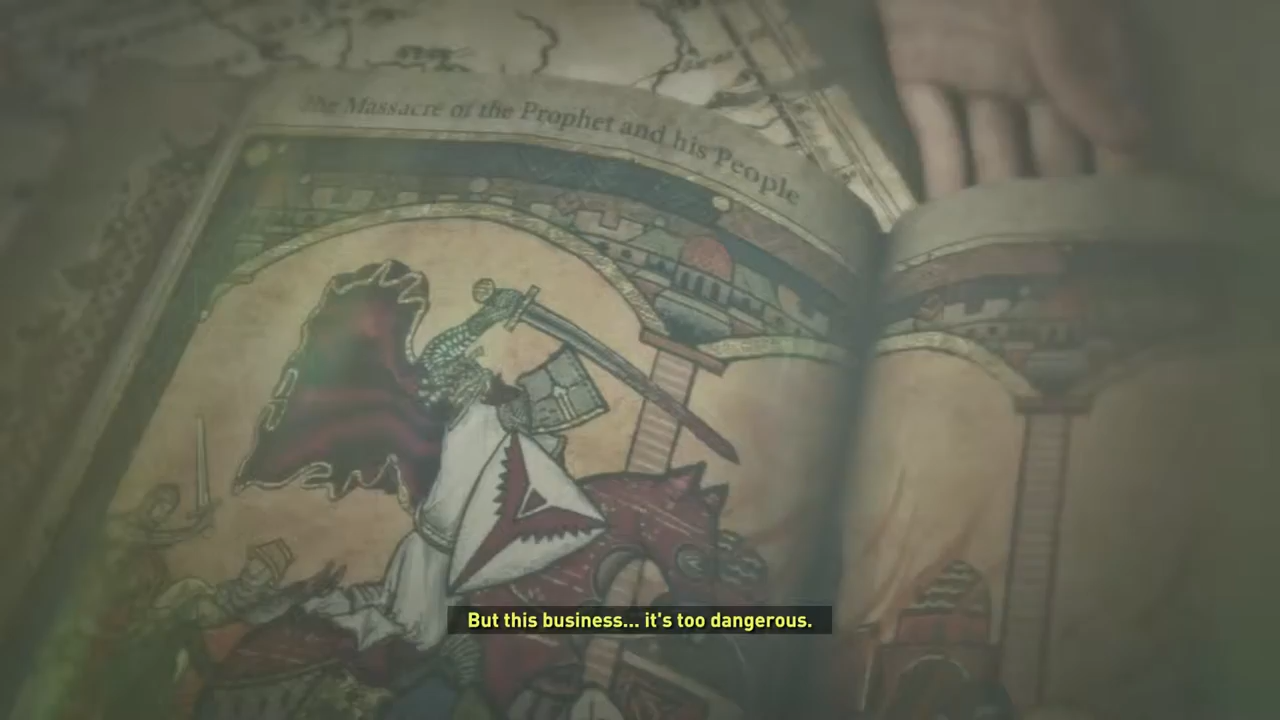 The Massacre of the Prophet and his People
But this business... it's too dangerous.